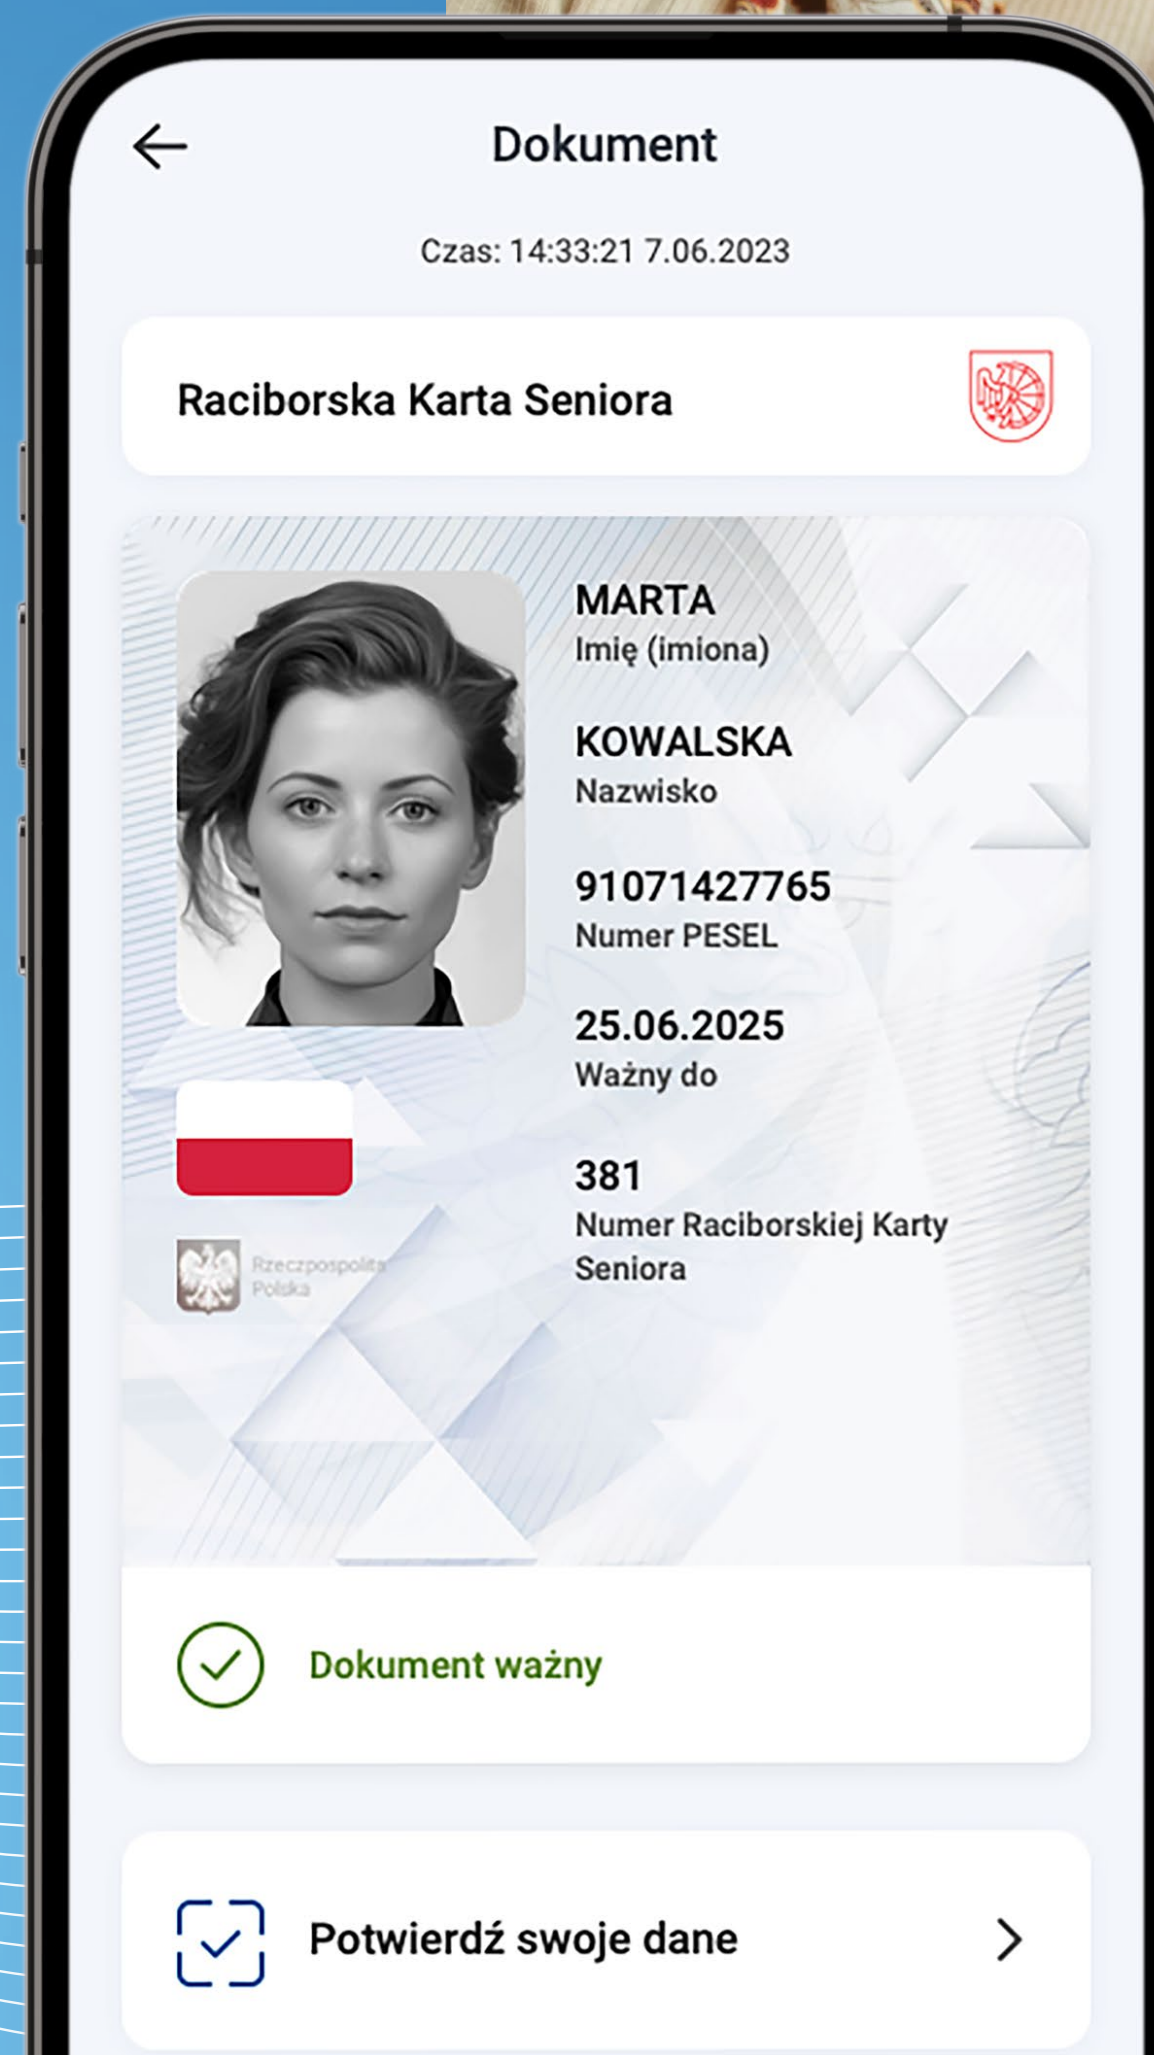 Dokument
Czas: 14:33:21 7.06.2023
Raciborska Karta Seniora
MARTA
Imię (imiona)
KOWALSKA
Nazwisko
91071427765
Numer PESEL
25.06.2025
Ważny do
381
Numer Raciborskiej Karty
Seniora
Rzeczpospolita
Polska
Dokument ważny
Potwierdź swoje dane